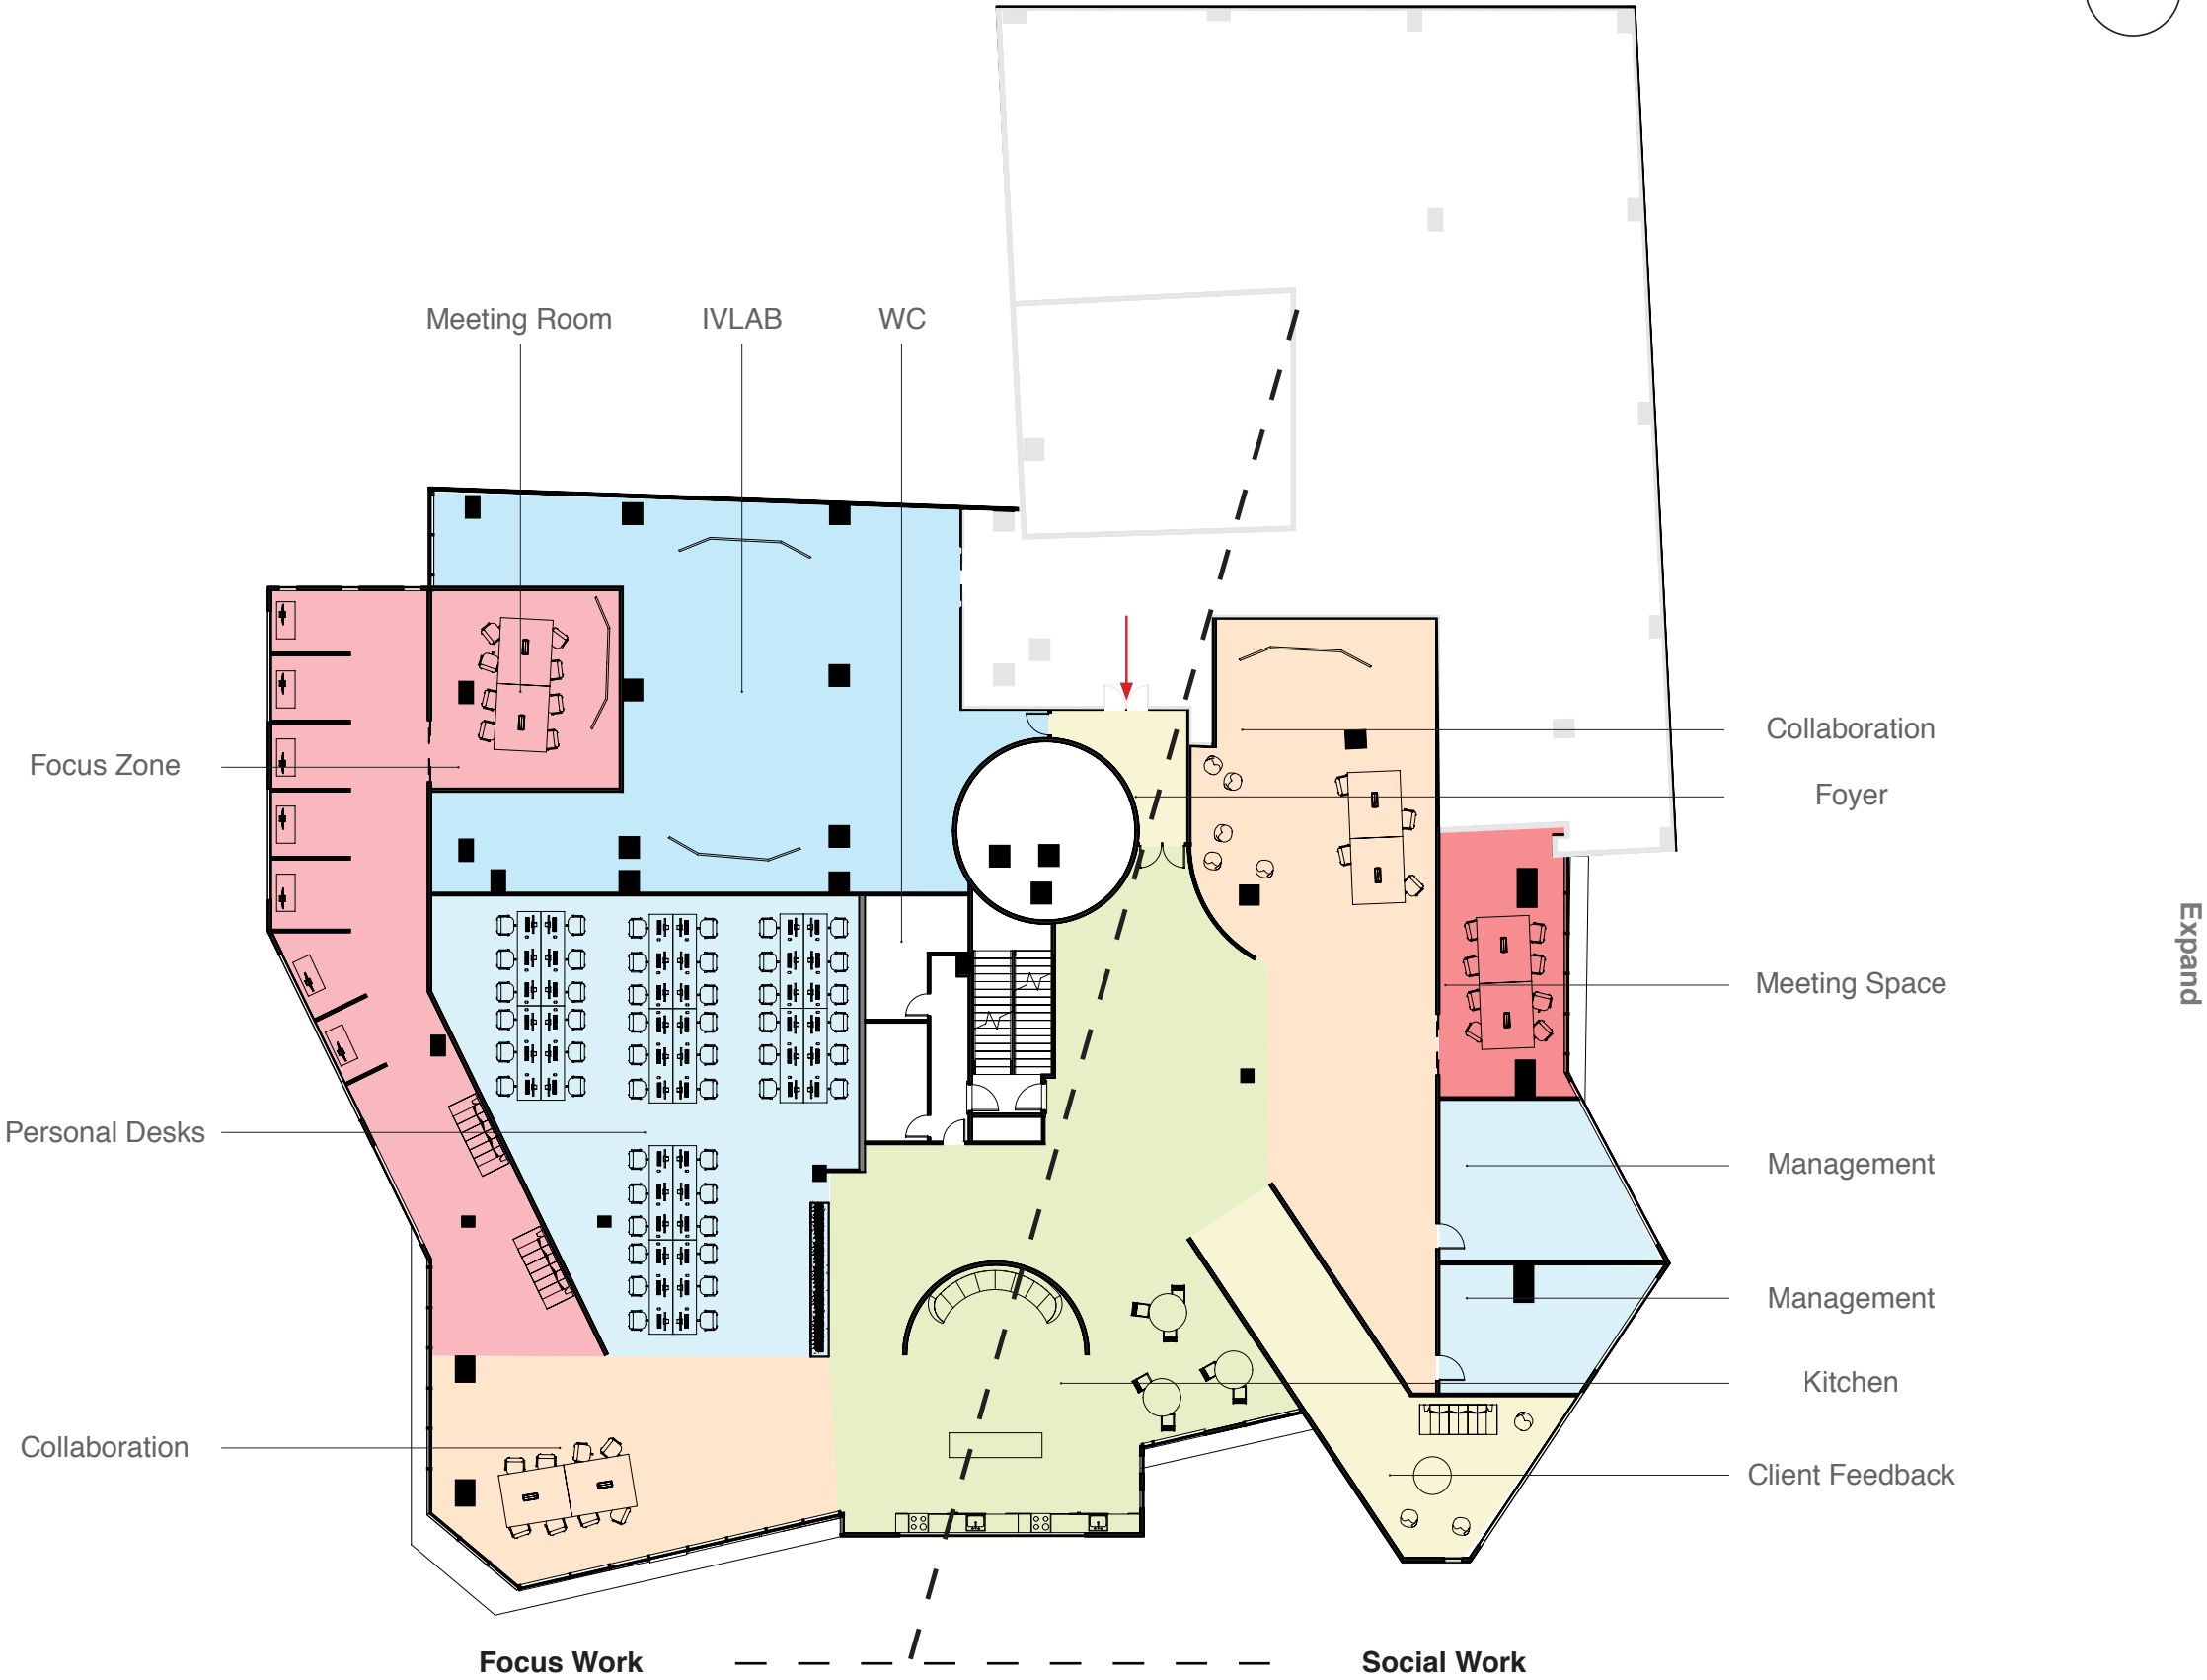 Meeting Room
IVLAB
WC
Focus Zone
Collaboration
Foyer
Expand
Meeting Space
Personal Desks
Management
Management
Kitchen
Collaboration
Client Feedback
Focus Work
Social Work